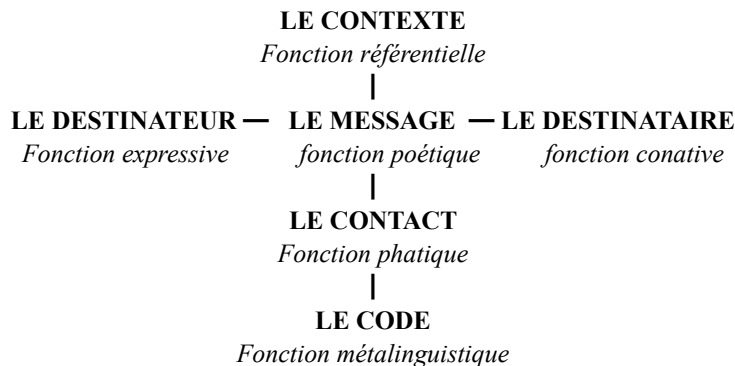 LE CONTEXTE
Fonction référentielle
LE DESTINATEUR — LE MESSAGE — LE DESTINATAIRE
Fonction expressive fonction poétique fonction conative
LE CONTACT
Fonction phatique
LE CODE
Fonction métalinguistique